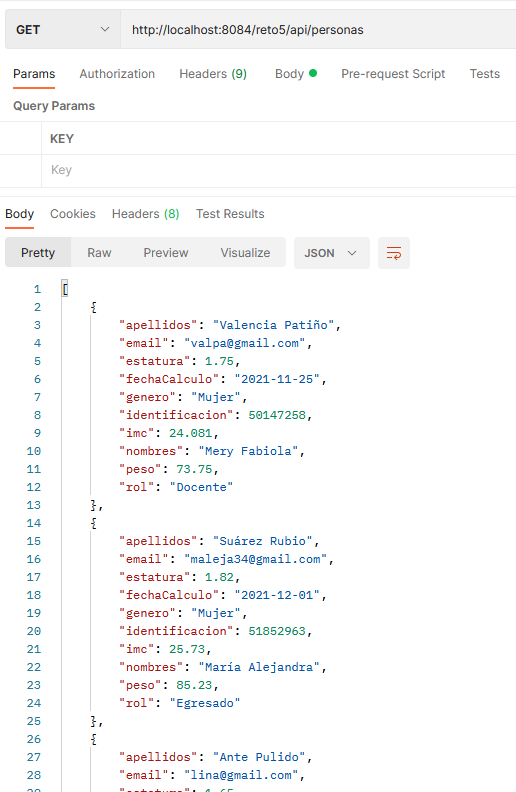 GET http://localhost:8084/reto5/api/personas
Params Authorization Headers (9) Body Pre-request Script Tests
Query Params
KEY
Key
Body Cookies Headers (8) Test Results
Pretty Raw Preview Visualize JSON
1 [
2 {
3 "apellidos": "Valencia Patiño",
4 "email": "valpa@gmail.com",
5 "estatura": 1.75,
6 "fechaCalculo": "2021-11-25",
7 "genero": "Mujer",
8 "identificacion": 50147258,
9 "imc": 24.081,
10 "nombres": "Mery Fabiola",
11 "peso": 73.75,
12 "rol": "Docente"
13 },
14 {
15 "apellidos": "Suárez Rubio",
16 "email": "maleja34@gmail.com",
17 "estatura": 1.82,
18 "fechaCalculo": "2021-12-01",
19 "genero": "Mujer",
20 "identificacion": 51852963,
21 "imc": 25.73,
22 "nombres": "María Alejandra",
23 "peso": 85.23,
24 "rol": "Egresado"
25 },
26 {
27 "apellidos": "Ante Pulido",
28 "email": "lina@gmail.com",